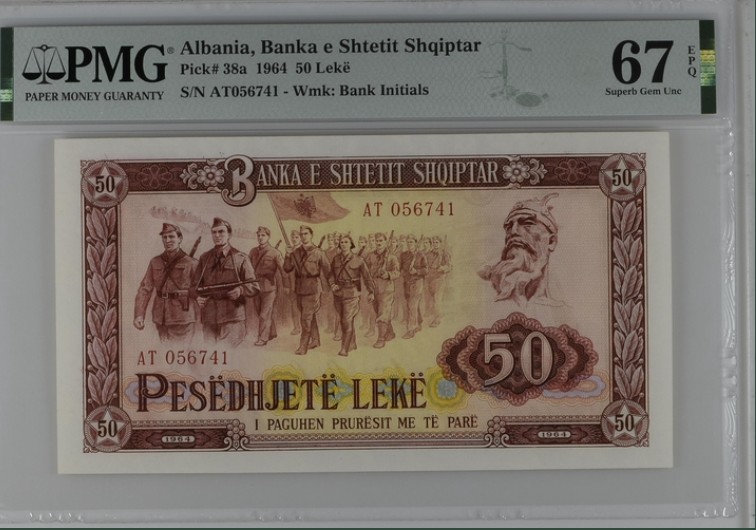 PMG®
PAPER MONEY GUARANTY
Albania, Banka e Shtetit Shqiptar
Pick# 38a 1964 50 Lekë
S/N AT056741 - Wmk: Bank Initials
67 EPQ
Superb Gem Unc
50
BANKA E SHTETIT SHQIPTAR
50
AT 056741
AT 056741
50
PESËDHJETË LEKË
I PAGUHEN PRURËSIT ME TË PARË
50
1964
1964
50